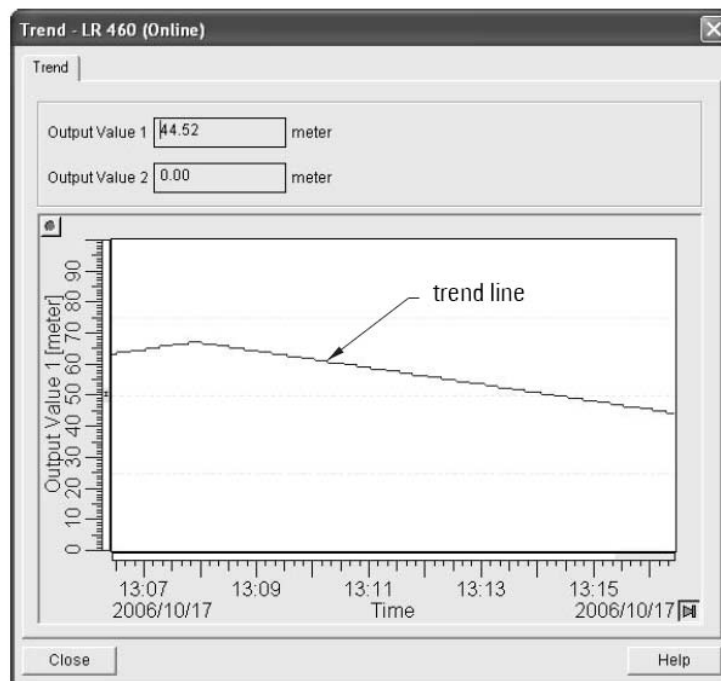 Trend - LR 460 (Online)
Trend
Output Value 1 44.52 meter
Output Value 2 0.00 meter
trend line
Output Value 1 [meter]
90
80
70
60
50
40
30
20
10
0
13:07 13:09 13:11 13:13 13:15
2006/10/17 Time 2006/10/17
Close Help